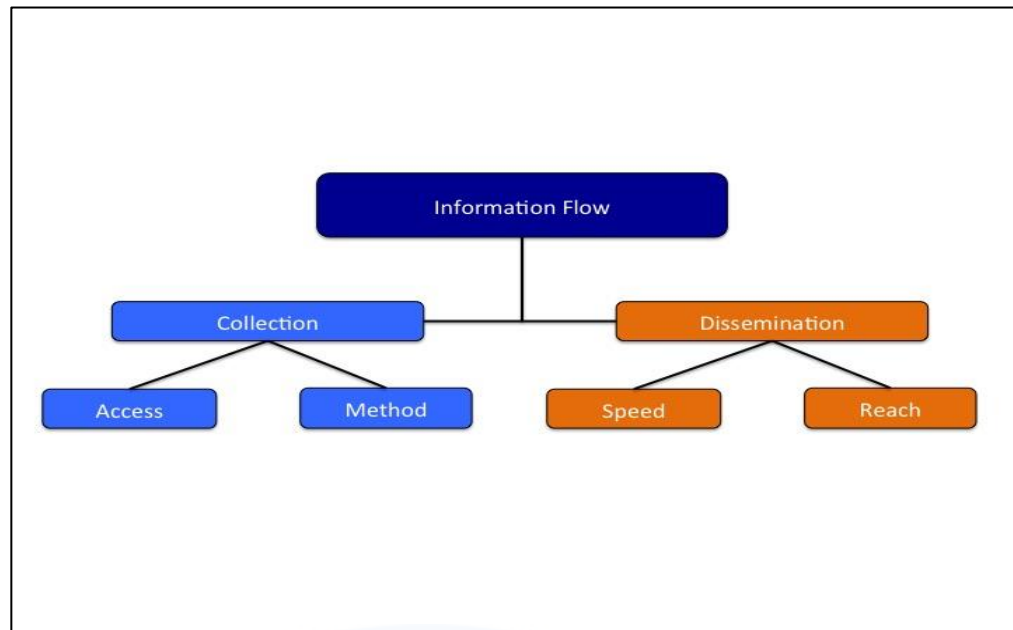 Information Flow
Collection
Dissemination
Access
Method
Speed
Reach